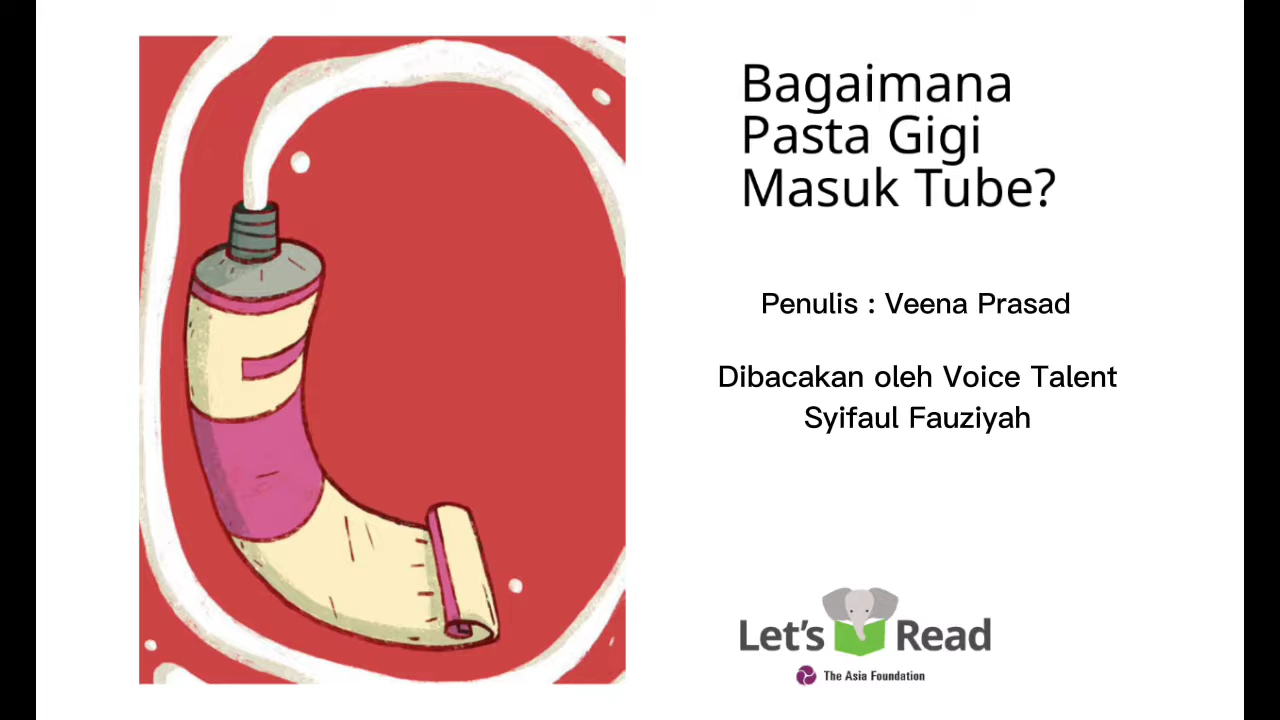 Bagaimana
Pasta Gigi
Masuk Tube?
Penulis : Veena Prasad
Dibacakan oleh Voice Talent
Syifaul Fauziyah
Let's Read
The Asia Foundation